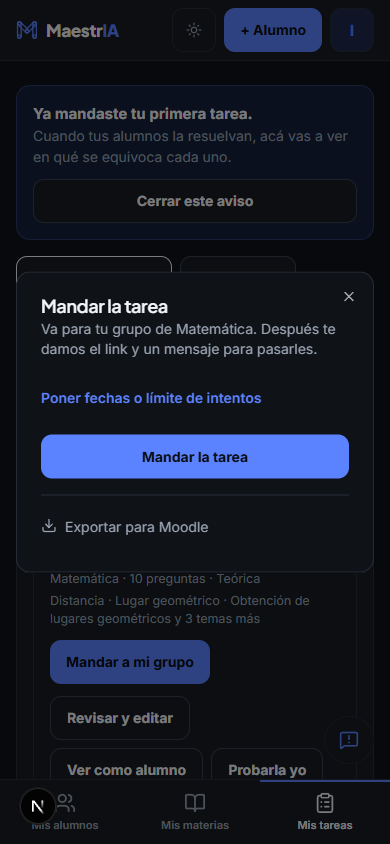 MaestrIA
+ Alumno
I
Ya mandaste tu primera tarea.
Cuando tus alumnos la resuelvan, acá vas a ver
en qué se equivoca cada uno.
Cerrar este aviso
Mandar la tarea
Va para tu grupo de Matemática. Después te
damos el link y un mensaje para pasarles.
Poner fechas o límite de intentos
Mandar la tarea
Exportar para Moodle
Matemática · 10 preguntas · Teórica
Distancia · Lugar geométrico · Obtención de
lugares geométricos y 3 temas más
Mandar a mi grupo
Revisar y editar
Ver como alumno
Probarla yo
N
Mis alumnos
Mis materias
Mis tareas